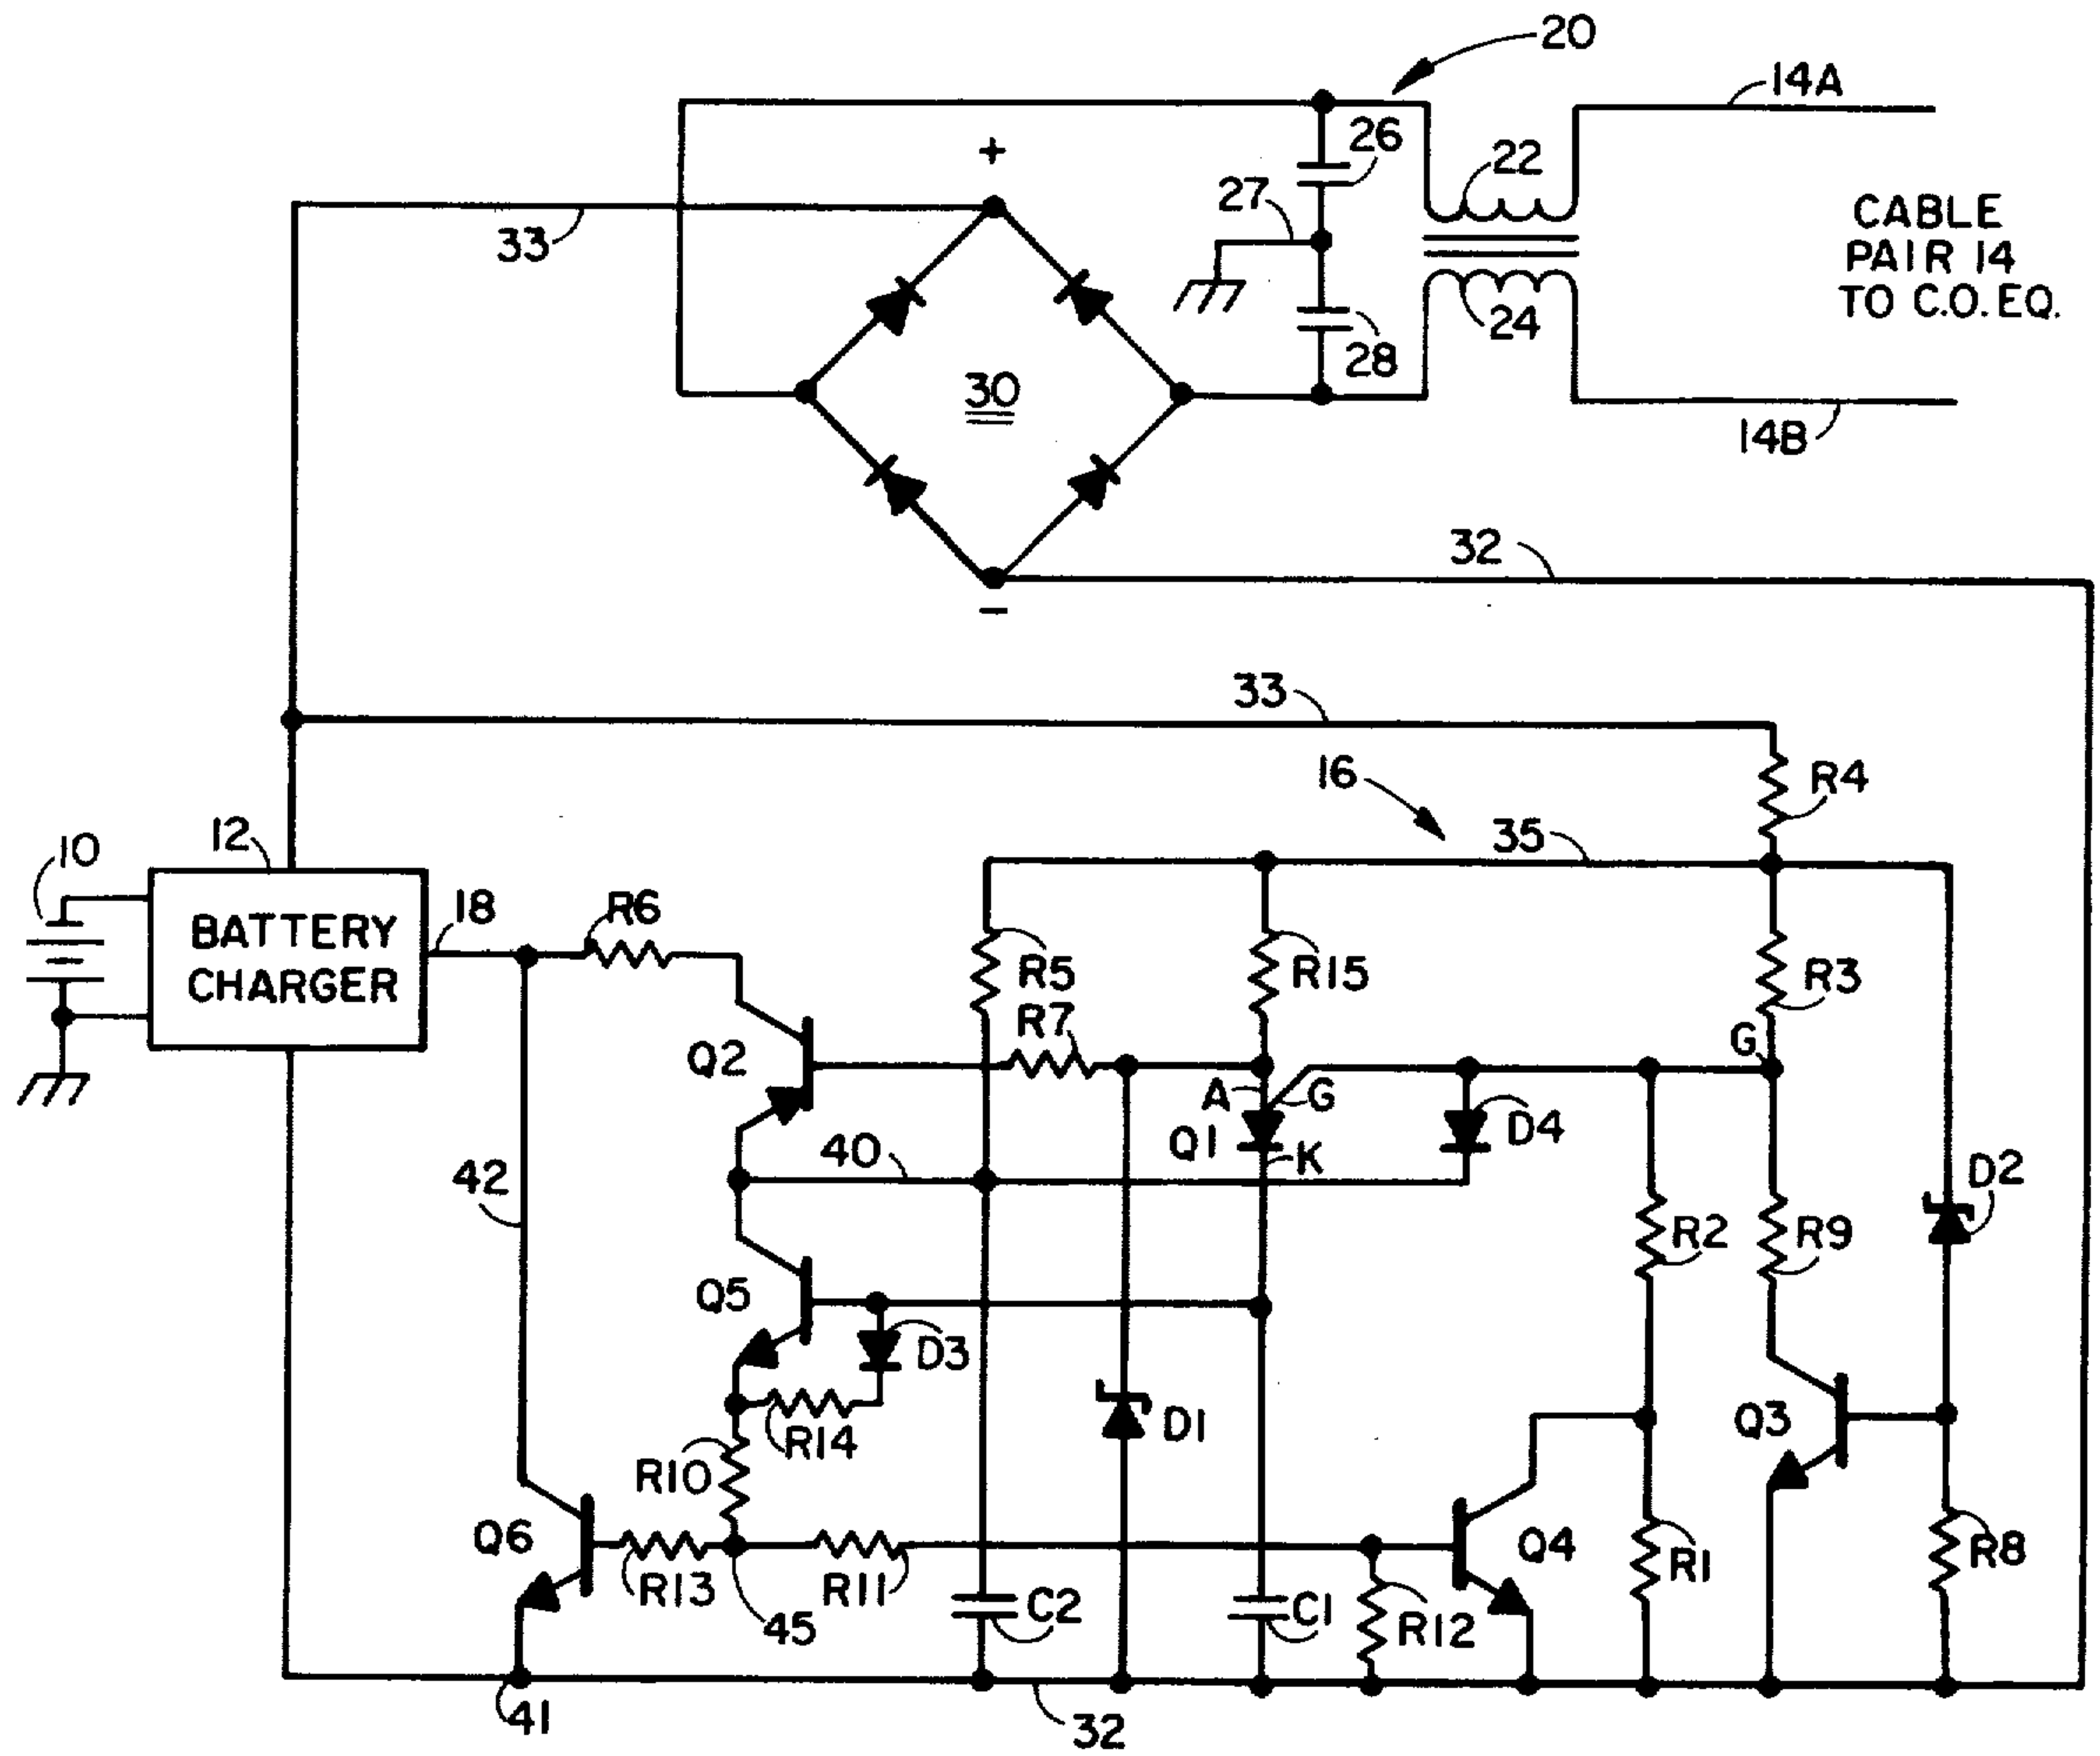 20
14A
26
22
+
27
CABLE
PAIR 14
TO C.O. EQ.
33
24
28
30
14B
32
–
33
16
R4
35
12
10
18
R6
BATTERY
CHARGER
R5
R15
R3
R7
G
Q2
A
G
Q1
D4
K
40
42
D2
R2
R9
Q5
D3
D1
Q3
R14
R10
Q6
Q4
R13
R11
R1
R8
C2
C1
R12
45
41
32